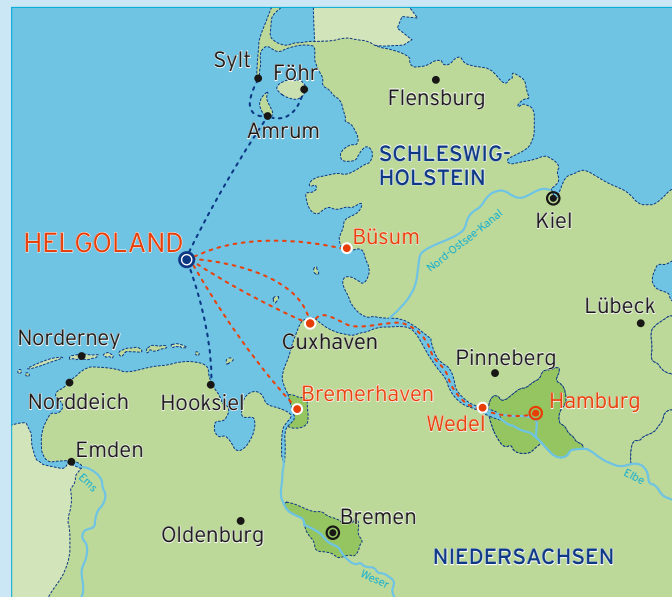 Sylt
Föhr
Flensburg
Amrum
SCHLESWIG-
HOLSTEIN
Kiel
HELGOLAND
Büsum
Nord-Ostsee-Kanal
Lübeck
Norderney
Cuxhaven
Pinneberg
Norddeich
Hooksiel
Bremerhaven
Wedel
Hamburg
Emden
Ems
Elbe
Oldenburg
Bremen
NIEDERSACHSEN
Weser